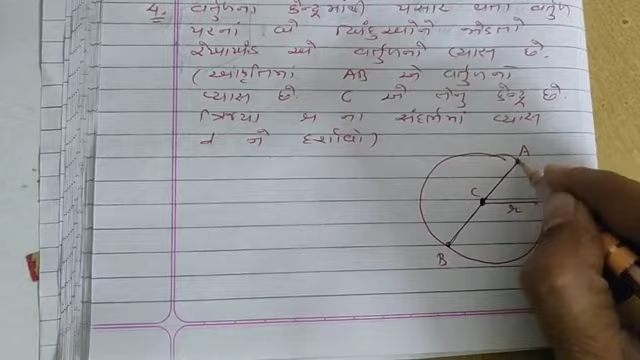 4. વર્તુળના કેન્દ્રમાંથી પસાર થતા વર્તુળ
પરનાં બે બિંદુઓને જોડતો
રેખાખંડ એ વર્તુળનો વ્યાસ છે.
(આકૃતિમાં AB એ વર્તુળનો
વ્યાસ છે. C એ તેનું કેન્દ્ર છે.
ત્રિજ્યા r ના સંદર્ભમાં વ્યાસ
d ને દર્શાવો)
A
C
r
B